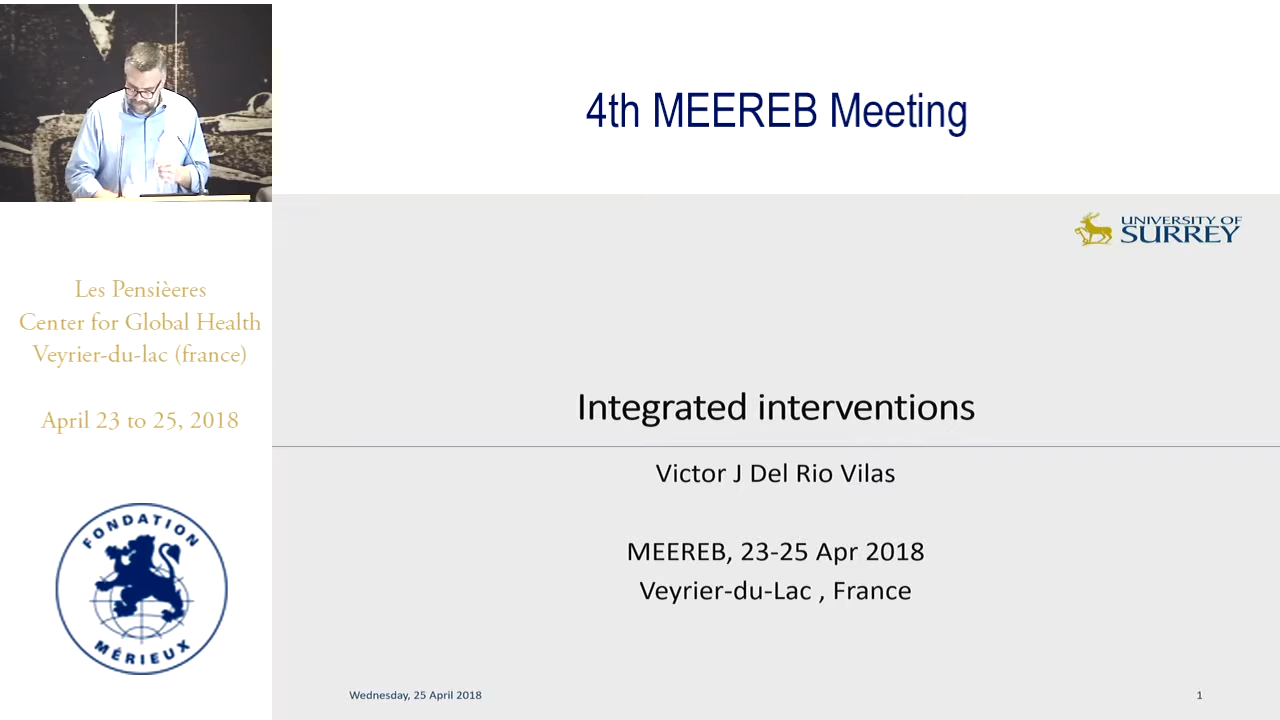 4th MEEREB Meeting
UNIVERSITY OF
SURREY
Les Pensièeres
Center for Global Health
Veyrier-du-lac (france)
April 23 to 25, 2018
FONDATION
MÉRIEUX
Integrated interventions
Victor J Del Rio Vilas
MEEREB, 23-25 Apr 2018
Veyrier-du-Lac , France
Wednesday, 25 April 2018
1